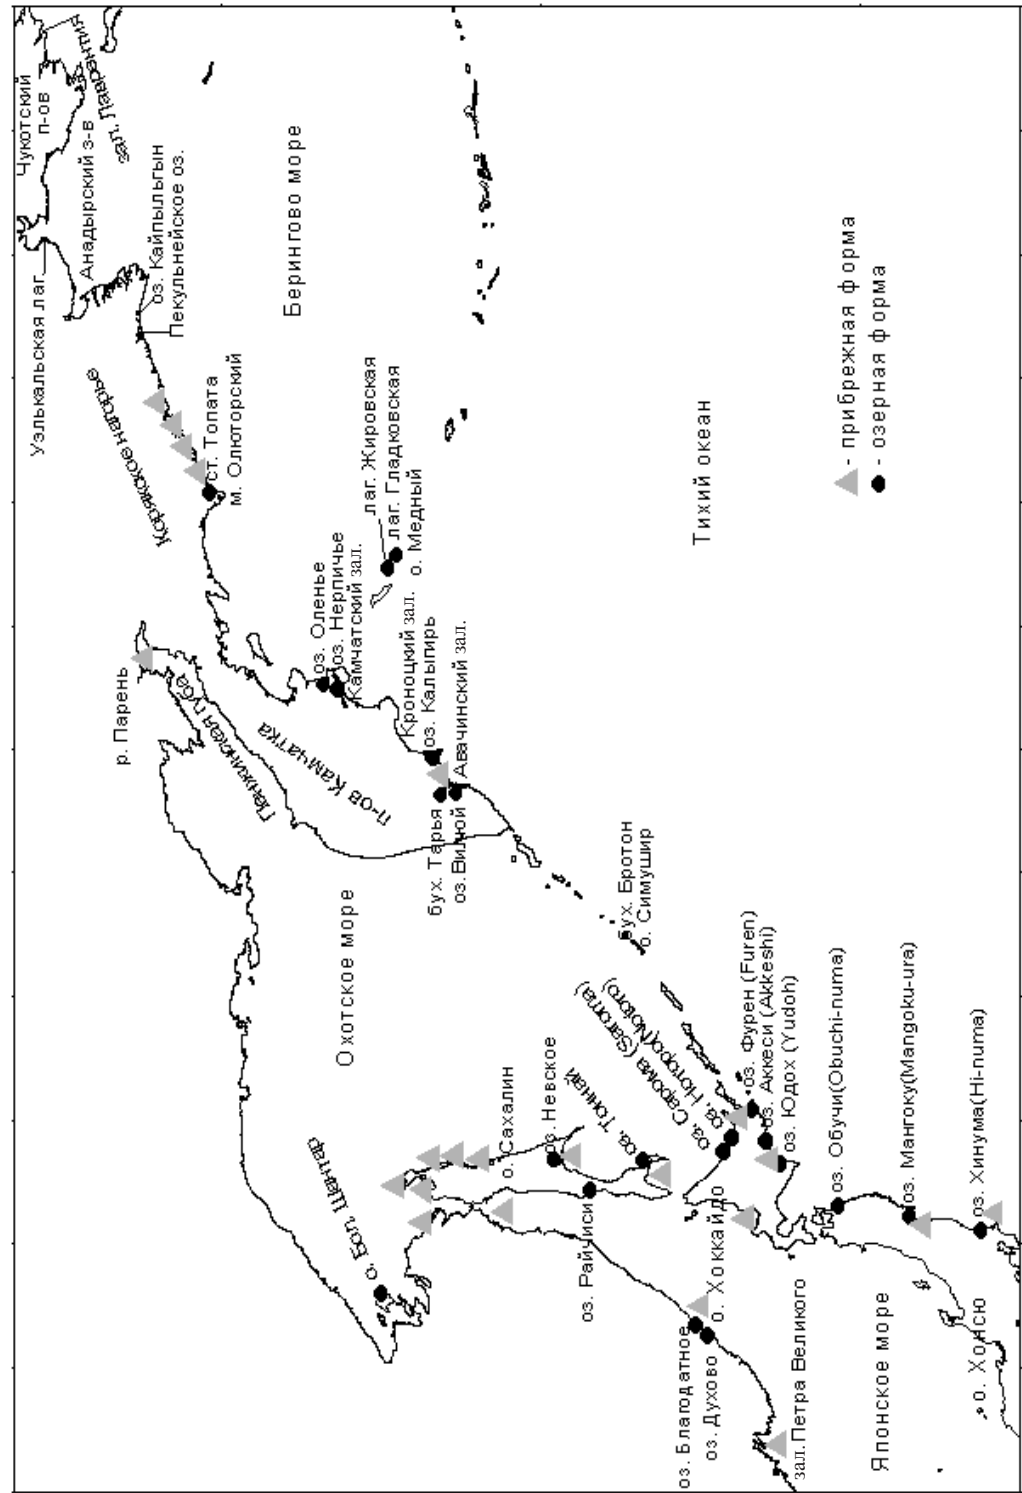 Чукотский
п-ов
зал. Лаврентия
Анадырский з-в
Уэлькальская лаг.
оз. Кайпыльгын
Пекульнейское оз.
Корякское нагорье
ст. Топата
м. Олюторский
Берингово море
р. Парень
Пенжинская губа
п-ов Камчатка
оз. Оленье
оз. Нерпичье
Камчатский зал.
лаг. Жировская
лаг. Гладковская
о. Медный
Кроноцкий зал.
оз. Калыгирь
Авачинский зал.
бух. Тарья
оз. Вилюй
Охотское море
Тихий океан
- прибрежная форма
- озерная форма
бух. Бротон
о. Симушир
о. Бол. Шантар
о. Сахалин
оз. Невское
оз. Тоннай
оз. Райчиси
оз. Сарома (Saroma)
оз.Ноторо(Notoro)
оз. Фурен (Furen)
оз. Аккеси (Akkeshi)
оз. Юдох (Yudoh)
о. Хоккайдо
оз. Обучи(Obuchi-numa)
оз. Мангоку(Mangoku-ura)
оз. Хинума(Hi-numa)
оз. Благодатное
оз. Духово
зал. Петра Великого
Японское море
о. Хонсю